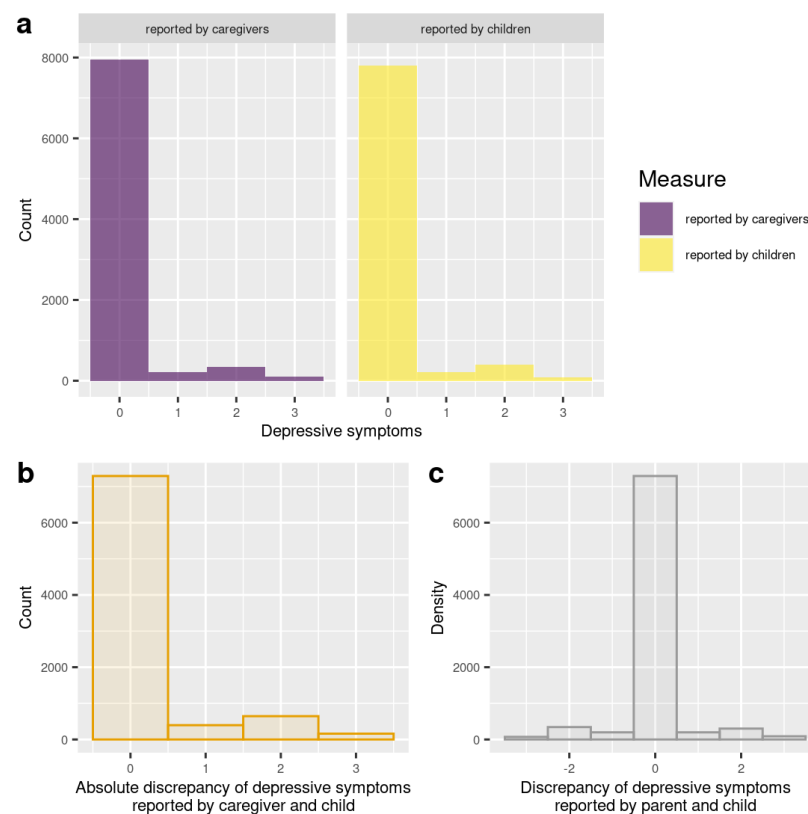 a
reported by caregivers
reported by children
8000
6000
4000
2000
0
Count
0 1 2 3
0 1 2 3
Depressive symptoms
Measure
reported by caregivers
reported by children
b
6000
4000
2000
0
Count
0 1 2 3
Absolute discrepancy of depressive symptoms
reported by caregiver and child
c
6000
4000
2000
0
Density
-2 0 2
Discrepancy of depressive symptoms
reported by parent and child